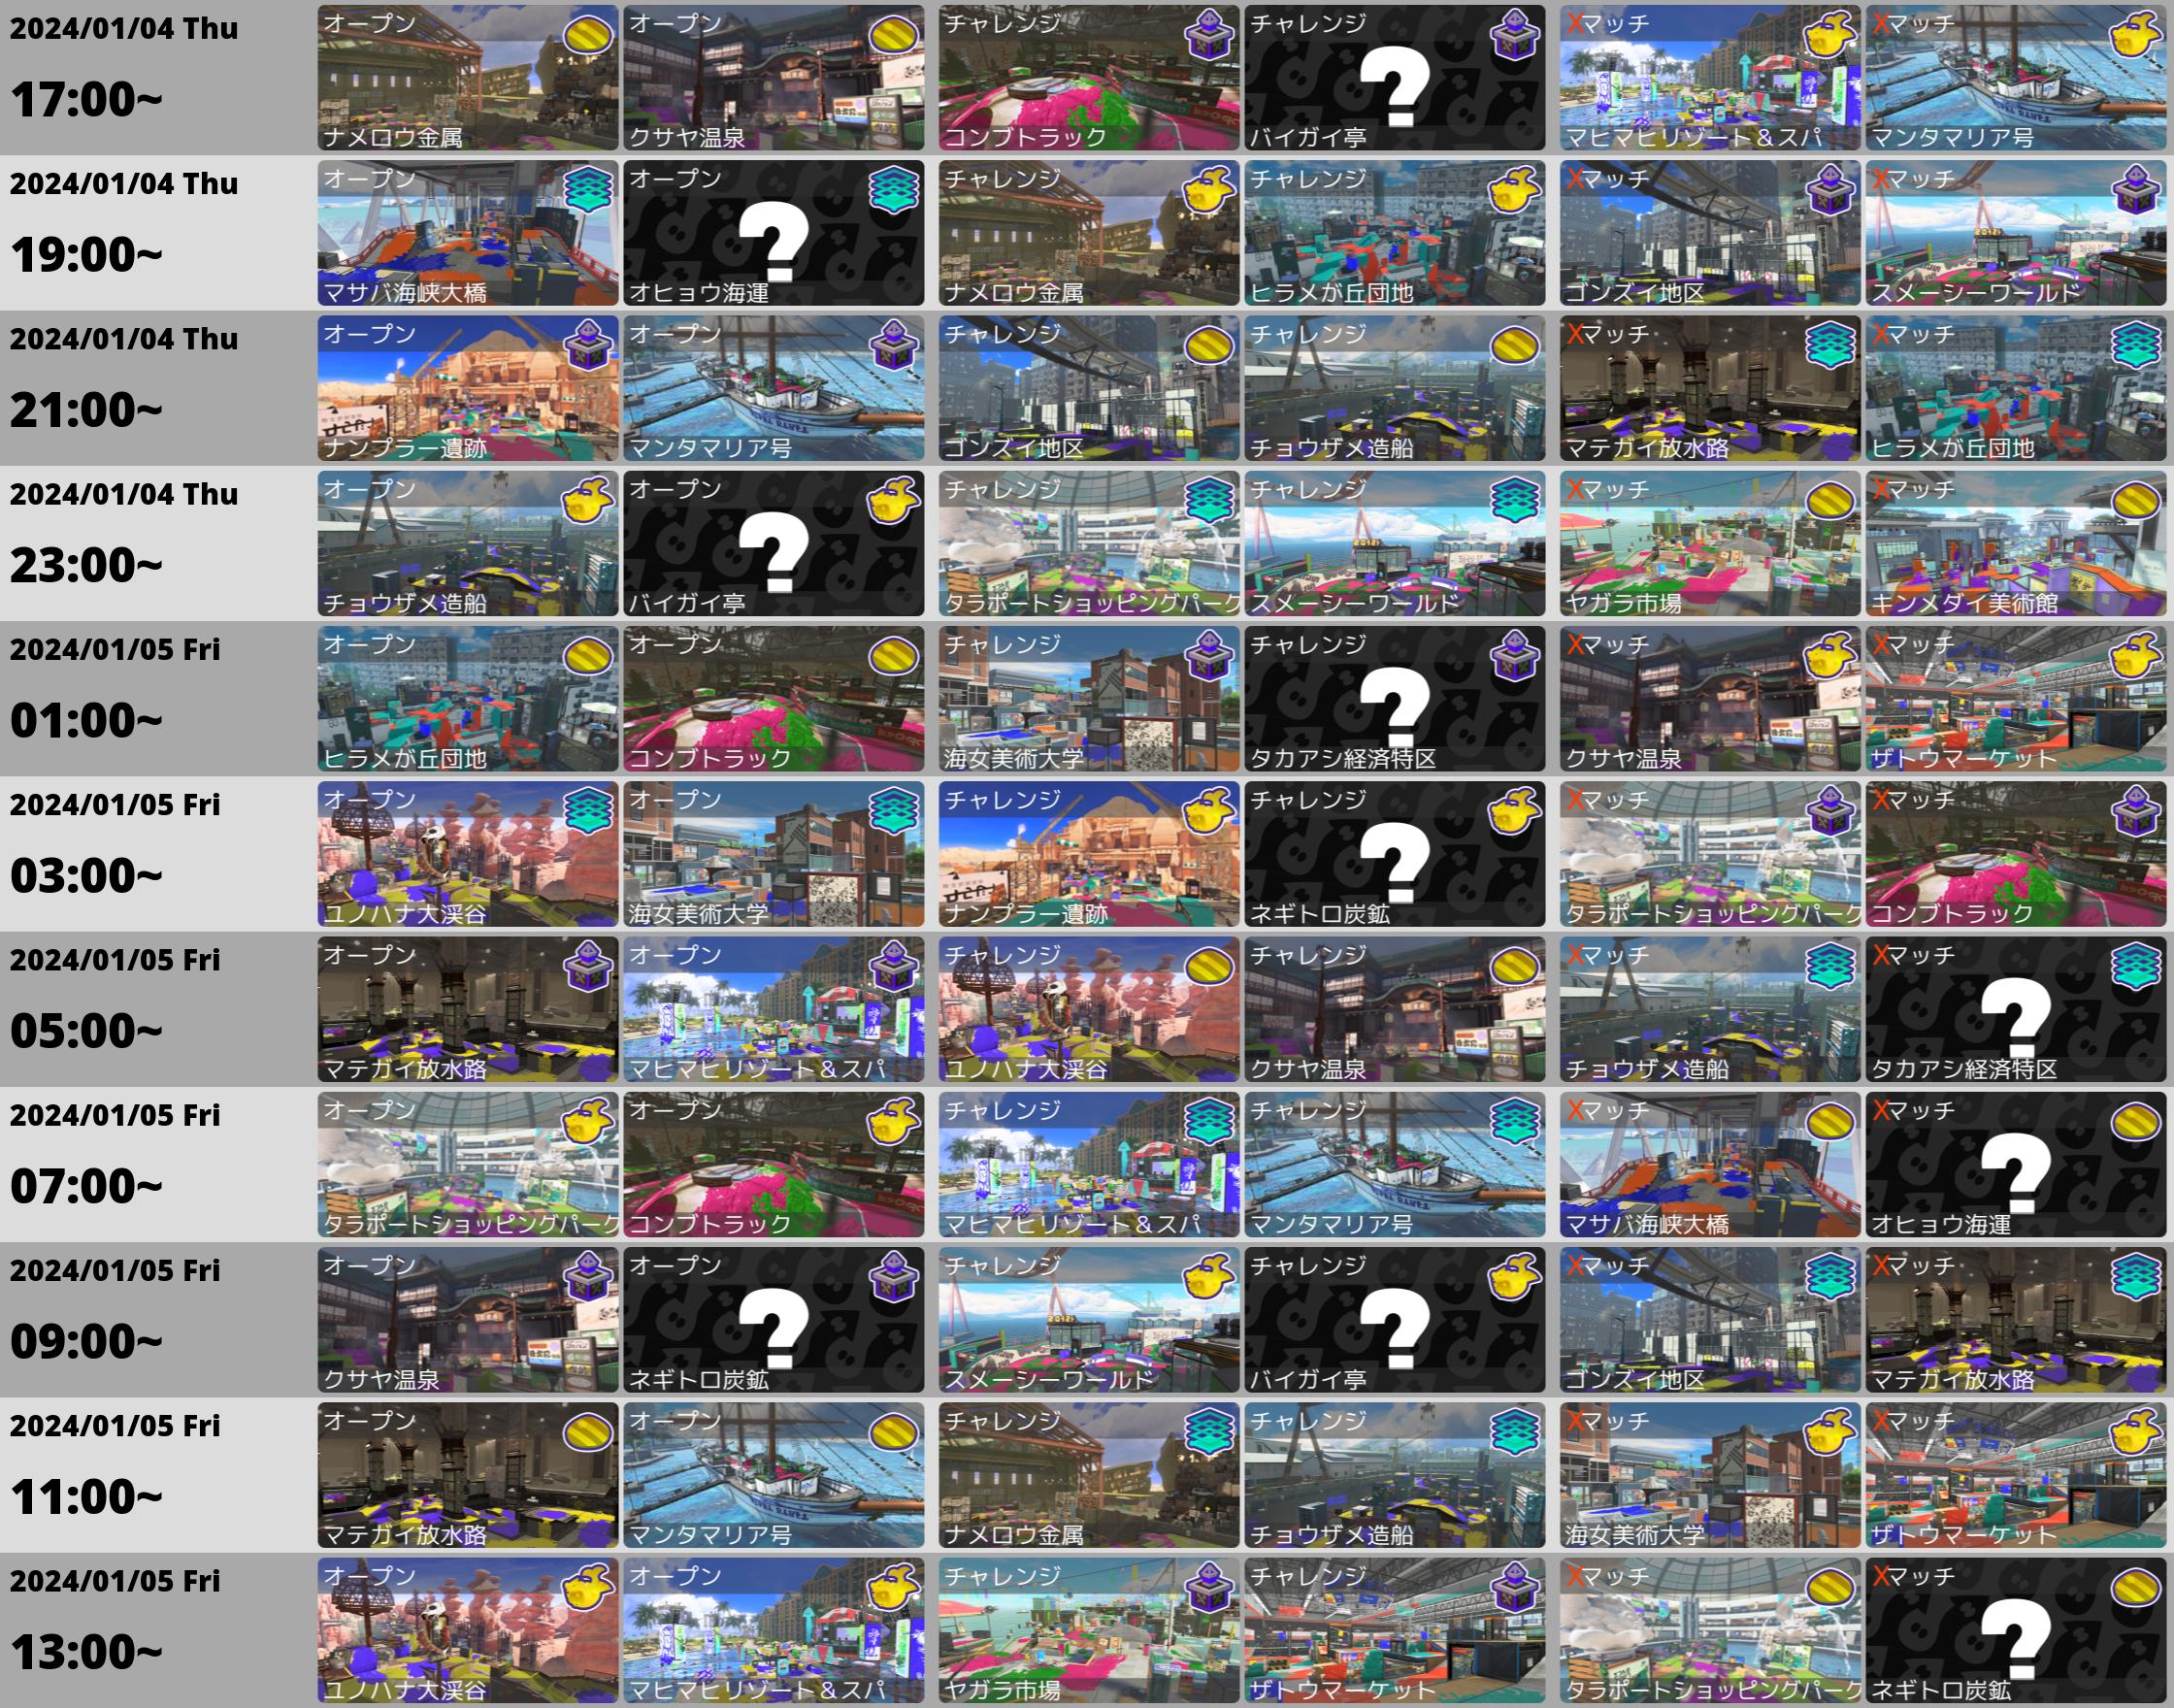 2024/01/04 Thu
17:00~
オープン オープン チャレンジ チャレンジ Xマッチ Xマッチ
ナメロウ金属 クサヤ温泉 コンブトラック バイガイ亭 マヒマヒリゾート＆スパ マンタマリア号
2024/01/04 Thu
19:00~
オープン オープン チャレンジ チャレンジ Xマッチ Xマッチ
マサバ海峡大橋 オヒョウ海運 ナメロウ金属 ヒラメが丘団地 ゴンズイ地区 スメーシーワールド
2024/01/04 Thu
21:00~
オープン オープン チャレンジ チャレンジ Xマッチ Xマッチ
ナンプラー遺跡 マンタマリア号 ゴンズイ地区 チョウザメ造船 マテガイ放水路 ヒラメが丘団地
2024/01/04 Thu
23:00~
オープン オープン チャレンジ チャレンジ Xマッチ Xマッチ
チョウザメ造船 バイガイ亭 タラポートショッピングパーク スメーシーワールド ヤガラ市場 キンメダイ美術館
2024/01/05 Fri
01:00~
オープン オープン チャレンジ チャレンジ Xマッチ Xマッチ
ヒラメが丘団地 コンブトラック 海女美術大学 タカアシ経済特区 クサヤ温泉 ザトウマーケット
2024/01/05 Fri
03:00~
オープン オープン チャレンジ チャレンジ Xマッチ Xマッチ
ユノハナ大渓谷 海女美術大学 ナンプラー遺跡 ネギトロ炭鉱 タラポートショッピングパーク コンブトラック
2024/01/05 Fri
05:00~
オープン オープン チャレンジ チャレンジ Xマッチ Xマッチ
マテガイ放水路 マヒマヒリゾート＆スパ ユノハナ大渓谷 クサヤ温泉 チョウザメ造船 タカアシ経済特区
2024/01/05 Fri
07:00~
オープン オープン チャレンジ チャレンジ Xマッチ Xマッチ
タラポートショッピングパーク コンブトラック マヒマヒリゾート＆スパ マンタマリア号 マサバ海峡大橋 オヒョウ海運
2024/01/05 Fri
09:00~
オープン オープン チャレンジ チャレンジ Xマッチ Xマッチ
クサヤ温泉 ネギトロ炭鉱 スメーシーワールド バイガイ亭 ゴンズイ地区 マテガイ放水路
2024/01/05 Fri
11:00~
オープン オープン チャレンジ チャレンジ Xマッチ Xマッチ
マテガイ放水路 マンタマリア号 ナメロウ金属 チョウザメ造船 海女美術大学 ザトウマーケット
2024/01/05 Fri
13:00~
オープン オープン チャレンジ チャレンジ Xマッチ Xマッチ
ユノハナ大渓谷 マヒマヒリゾート＆スパ ヤガラ市場 ザトウマーケット タラポートショッピングパーク ネギトロ炭鉱